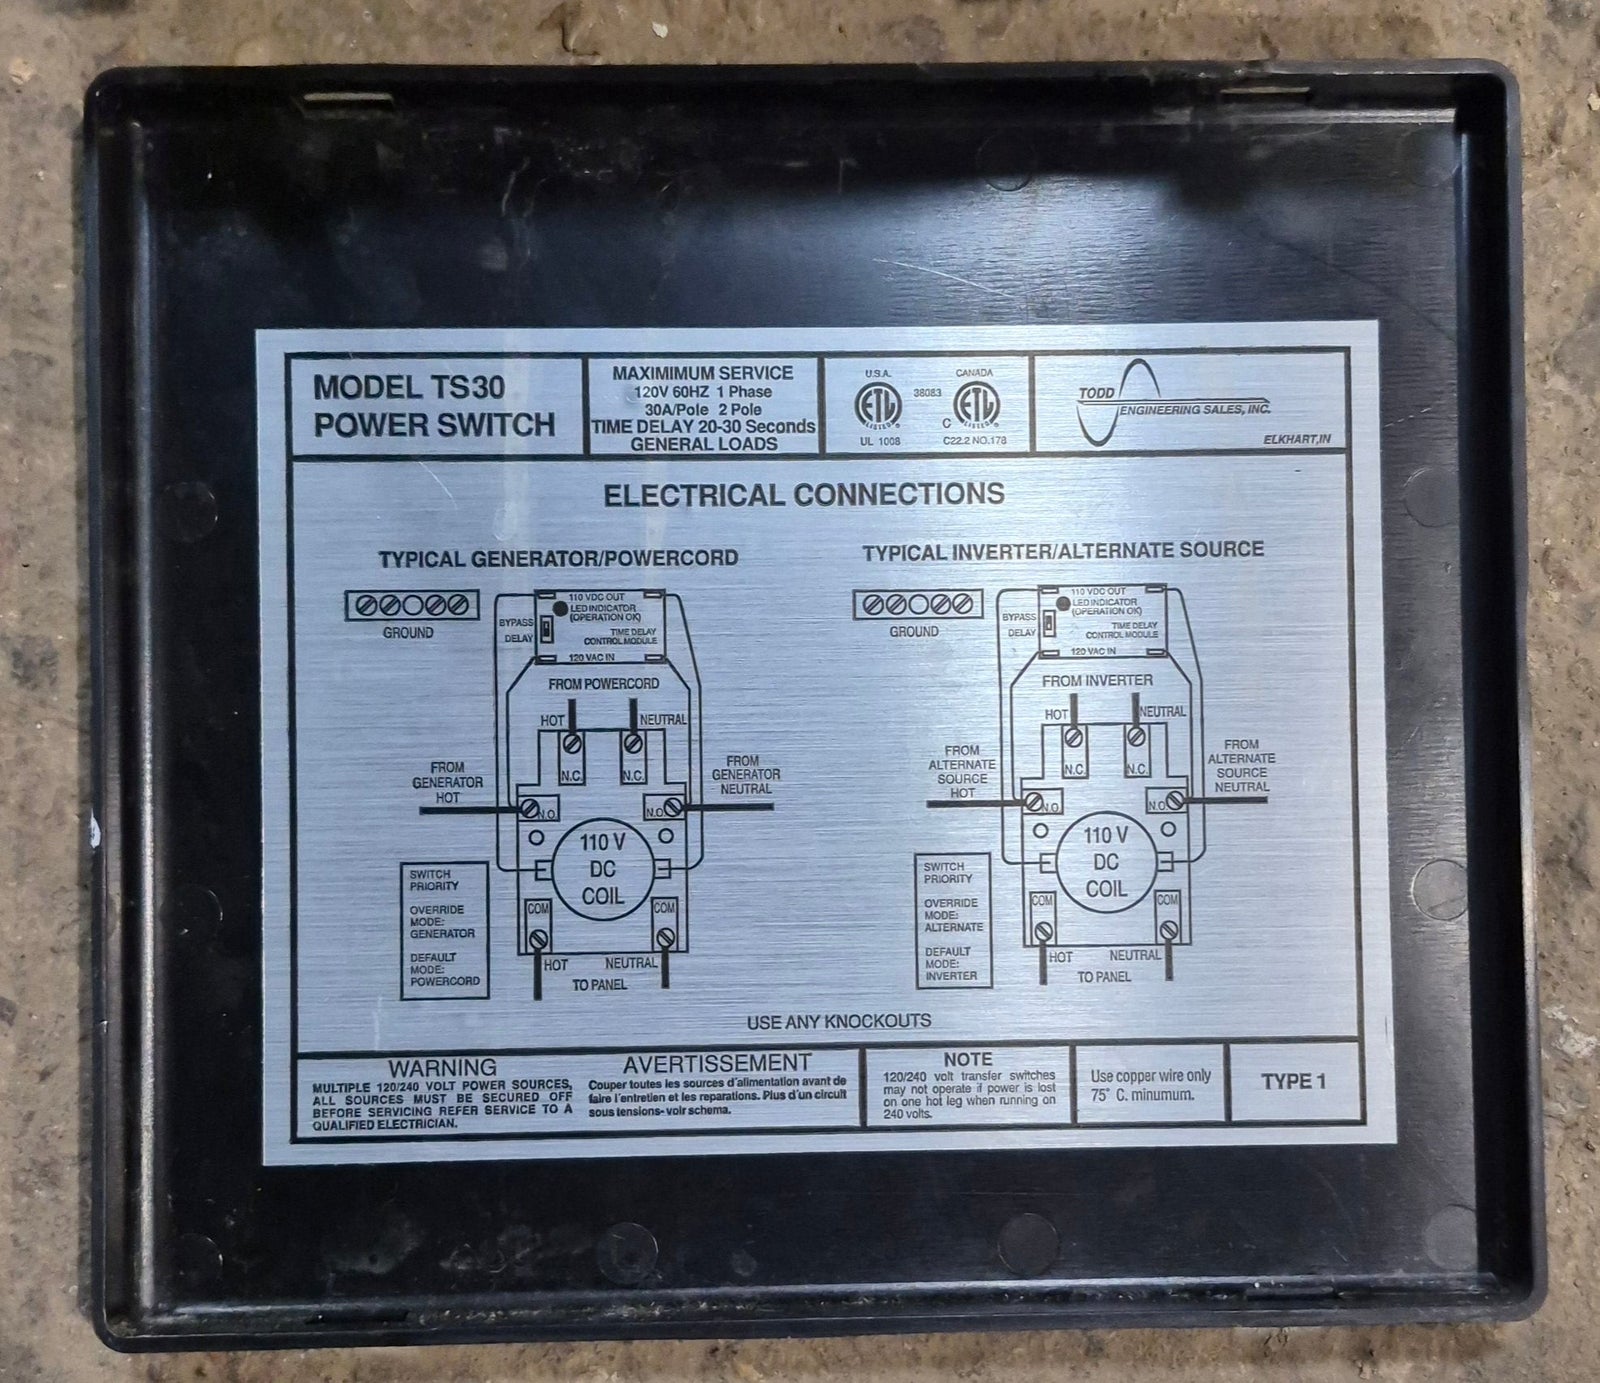 MODEL TS30
POWER SWITCH
MAXIMIMUM SERVICE
120V 60HZ 1 Phase
30A/Pole 2 Pole
TIME DELAY 20-30 Seconds
GENERAL LOADS
U.S.A.
ETL
LISTED
UL 1008
38083
CANADA
C
ETL
LISTED
C22.2 NO.178
TODD
ENGINEERING SALES, INC.
ELKHART, IN
ELECTRICAL CONNECTIONS
TYPICAL GENERATOR/POWERCORD
GROUND
110 VDC OUT
LED INDICATOR
(OPERATION OK)
BYPASS
DELAY
TIME DELAY
CONTROL MODULE
120 VAC IN
FROM POWERCORD
HOT
NEUTRAL
N.C.
N.C.
FROM
GENERATOR
HOT
FROM
GENERATOR
NEUTRAL
N.O.
N.O.
110 V
DC
COIL
SWITCH
PRIORITY
OVERRIDE
MODE:
GENERATOR
DEFAULT
MODE:
POWERCORD
COM
COM
HOT
NEUTRAL
TO PANEL
TYPICAL INVERTER/ALTERNATE SOURCE
GROUND
110 VDC OUT
LED INDICATOR
(OPERATION OK)
BYPASS
DELAY
TIME DELAY
CONTROL MODULE
120 VAC IN
FROM INVERTER
HOT
NEUTRAL
N.C.
N.C.
FROM
ALTERNATE
SOURCE
HOT
FROM
ALTERNATE
SOURCE
NEUTRAL
N.O.
N.O.
110 V
DC
COIL
SWITCH
PRIORITY
OVERRIDE
MODE:
ALTERNATE
DEFAULT
MODE:
INVERTER
COM
COM
HOT
NEUTRAL
TO PANEL
USE ANY KNOCKOUTS
WARNING
MULTIPLE 120/240 VOLT POWER SOURCES,
ALL SOURCES MUST BE SECURED OFF
BEFORE SERVICING REFER SERVICE TO A
QUALIFIED ELECTRICIAN.
AVERTISSEMENT
Couper toutes les sources d'alimentation avant de
faire l'entretien et les reparations. Plus d'un circuit
sous tensions- voir schema.
NOTE
120/240 volt transfer switches
may not operate if power is lost
on one hot leg when running on
240 volts.
Use copper wire only
75° C. minumum.
TYPE 1